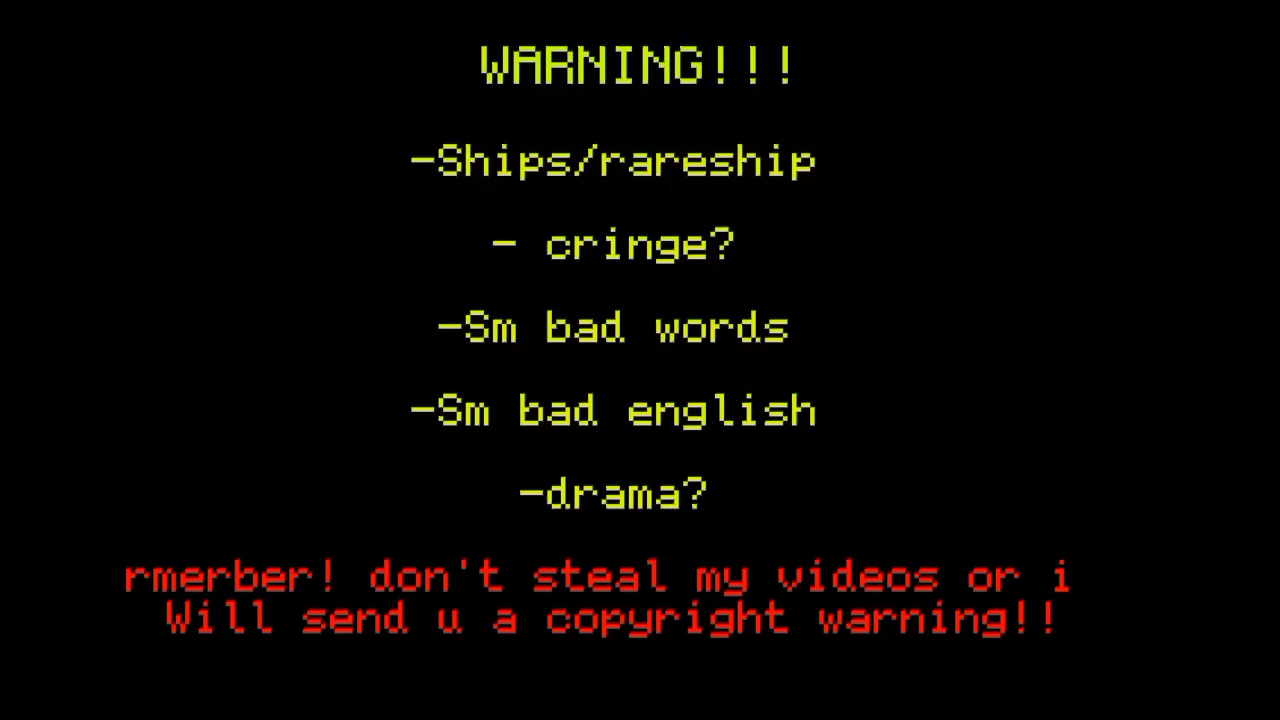 WARNING!!!
-Ships/rareship
- cringe?
-Sm bad words
-Sm bad english
-drama?
rmerber! don't steal my videos or i
Will send u a copyright warning!!